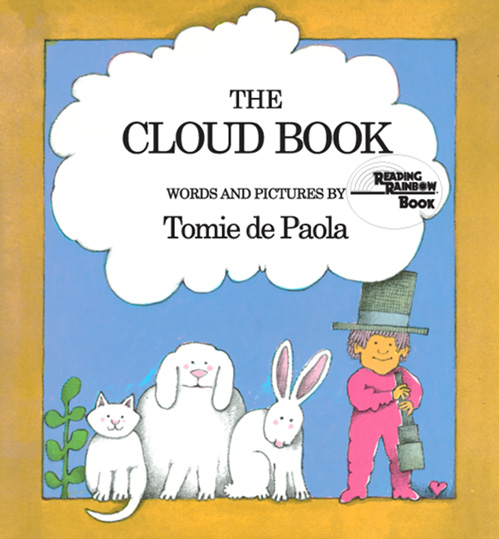 THE
CLOUD BOOK
WORDS AND PICTURES BY
Tomie de Paola
READING
RAINBOW
BOOK